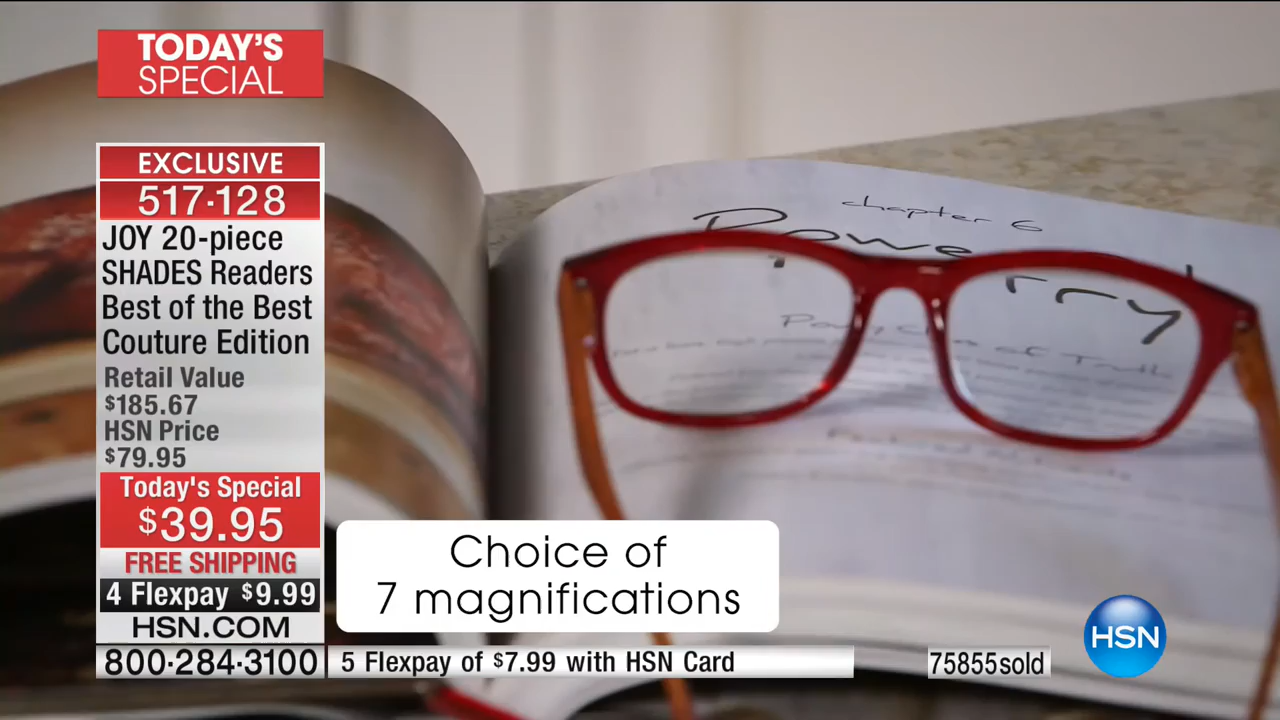 TODAY'S
SPECIAL
EXCLUSIVE
517·128
JOY 20-piece
SHADES Readers
Best of the Best
Couture Edition
Retail Value
$185.67
HSN Price
$79.95
Today's Special
$39.95
FREE SHIPPING
4 Flexpay $9.99
HSN.COM
800·284·3100
chapter 6
Choice of
7 magnifications
5 Flexpay of $7.99 with HSN Card
75855sold
HSN